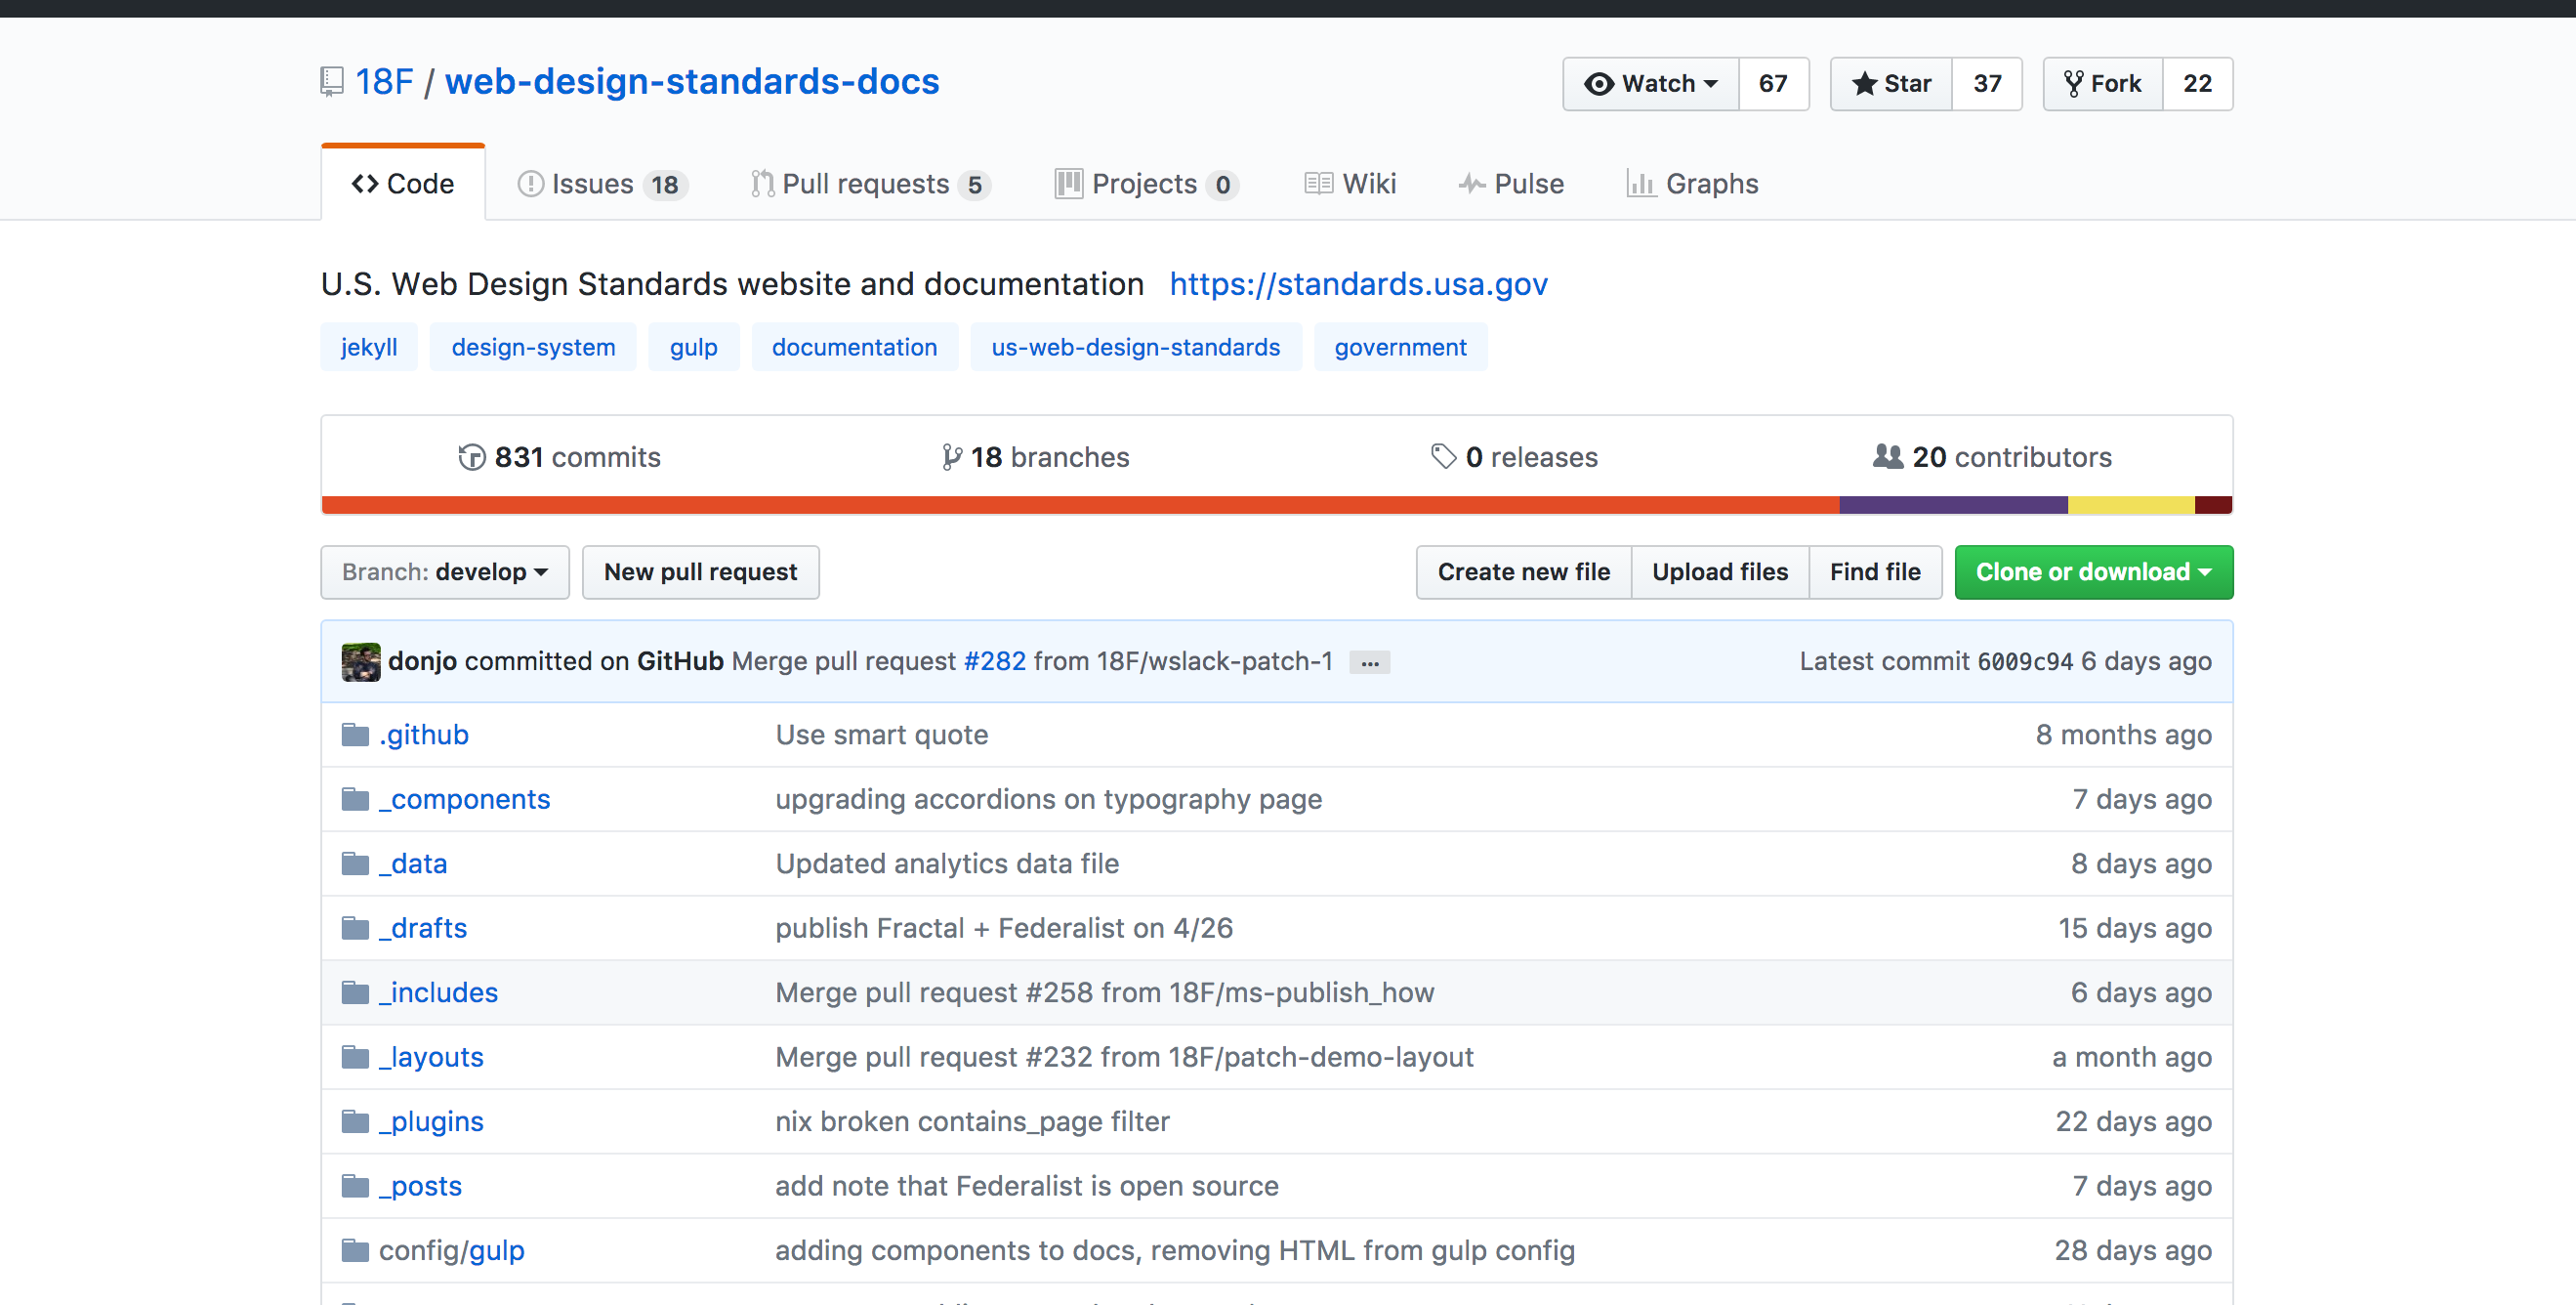 18F / web-design-standards-docs
Watch 67 Star 37 Fork 22
Code Issues 18 Pull requests 5 Projects 0 Wiki Pulse Graphs
U.S. Web Design Standards website and documentation https://standards.usa.gov
jekyll design-system gulp documentation us-web-design-standards government
831 commits 18 branches 0 releases 20 contributors
Branch: develop New pull request Create new file Upload files Find file Clone or download
donjo committed on GitHub Merge pull request #282 from 18F/wslack-patch-1 … Latest commit 6009c94 6 days ago
.github Use smart quote 8 months ago
_components upgrading accordions on typography page 7 days ago
_data Updated analytics data file 8 days ago
_drafts publish Fractal + Federalist on 4/26 15 days ago
_includes Merge pull request #258 from 18F/ms-publish_how 6 days ago
_layouts Merge pull request #232 from 18F/patch-demo-layout a month ago
_plugins nix broken contains_page filter 22 days ago
_posts add note that Federalist is open source 7 days ago
config/gulp adding components to docs, removing HTML from gulp config 28 days ago